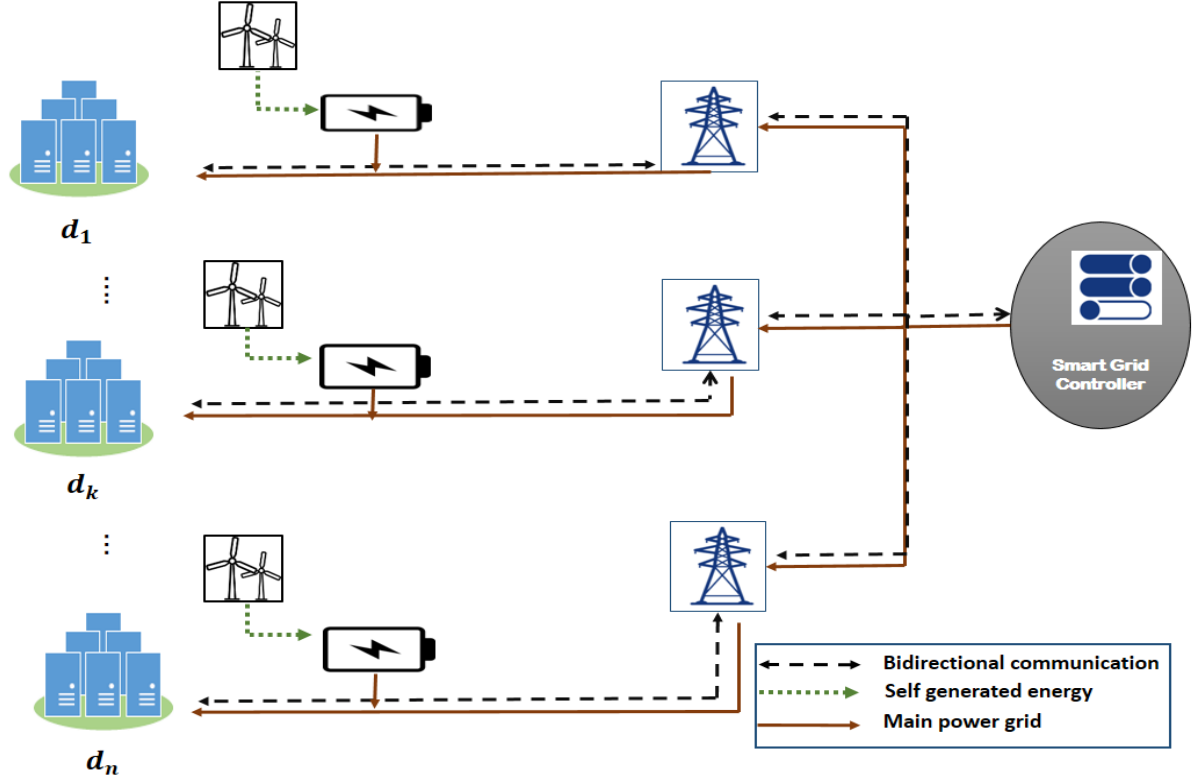 d₁
⋮
Smart Grid
Controller
dₖ
⋮
Bidirectional communication
Self generated energy
Main power grid
dₙ